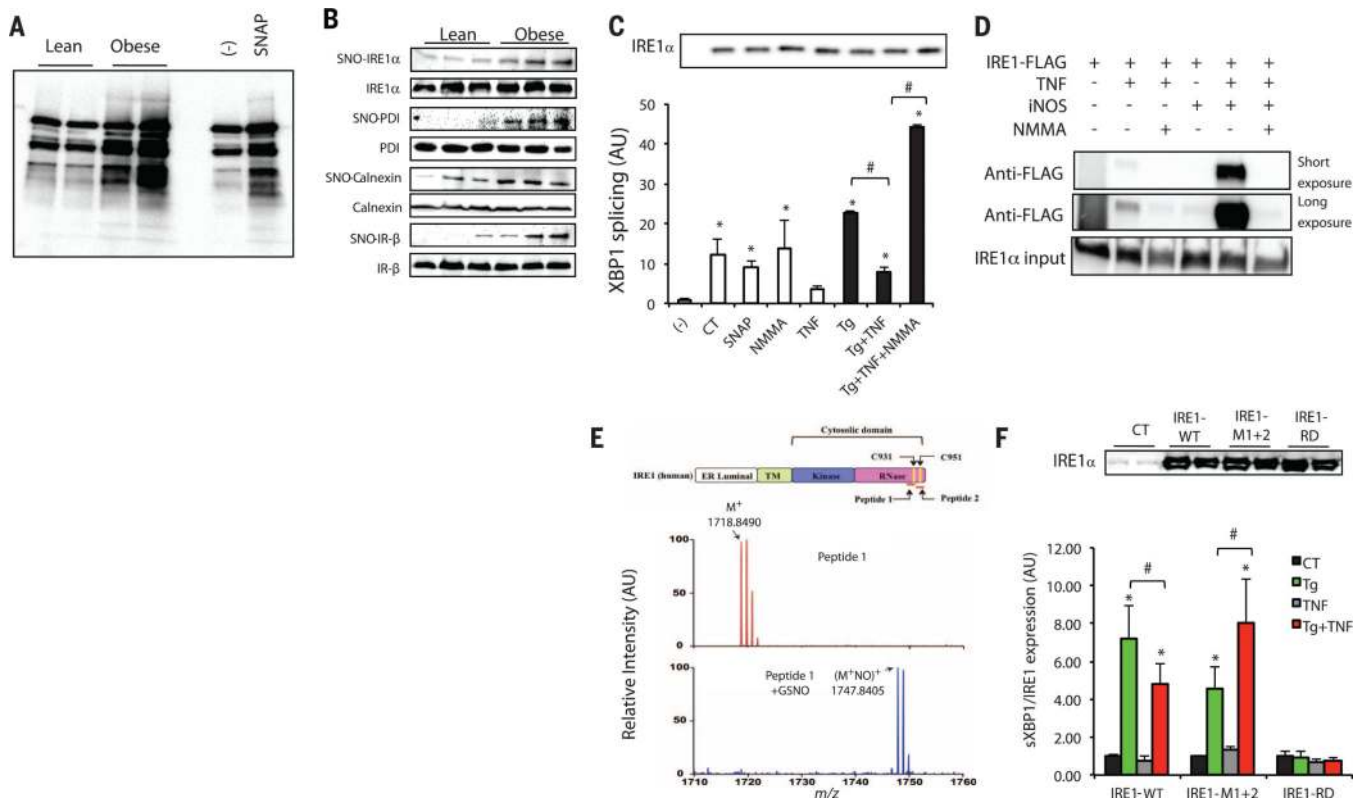 A
Lean Obese (-) SNAP
B
Lean Obese
SNO-IRE1α
IRE1α
SNO-PDI
PDI
SNO-Calnexin
Calnexin
SNO-IR-β
IR-β
C
IRE1α
XBP1 splicing (AU)
50
40
30
20
10
0
* * * * * *
# #
(-) CT SNAP NMMA TNF Tg Tg+TNF Tg+TNF+NMMA
D
IRE1-FLAG + + + + + +
TNF - + + - + +
iNOS - - - + + +
NMMA - - + - - +
Anti-FLAG Short exposure
Anti-FLAG Long exposure
IRE1α input
E
Cytosolic domain
C931 C951
IRE1 (human) ER Luminal TM Kinase RNase
Peptide 1 Peptide 2
M+
1718.8490
Peptide 1
Relative Intensity (AU)
100
50
0
Peptide 1 +GSNO
(M+NO)+
1747.8405
100
50
0
1710 1720 1730 1740 1750 1760
m/z
F
CT IRE1-WT IRE1-M1+2 IRE1-RD
IRE1α
sXBP1/IRE1 expression (AU)
12.00
10.00
8.00
6.00
4.00
2.00
0.00
* * * *
# #
CT
Tg
TNF
Tg+TNF
IRE1-WT IRE1-M1+2 IRE1-RD